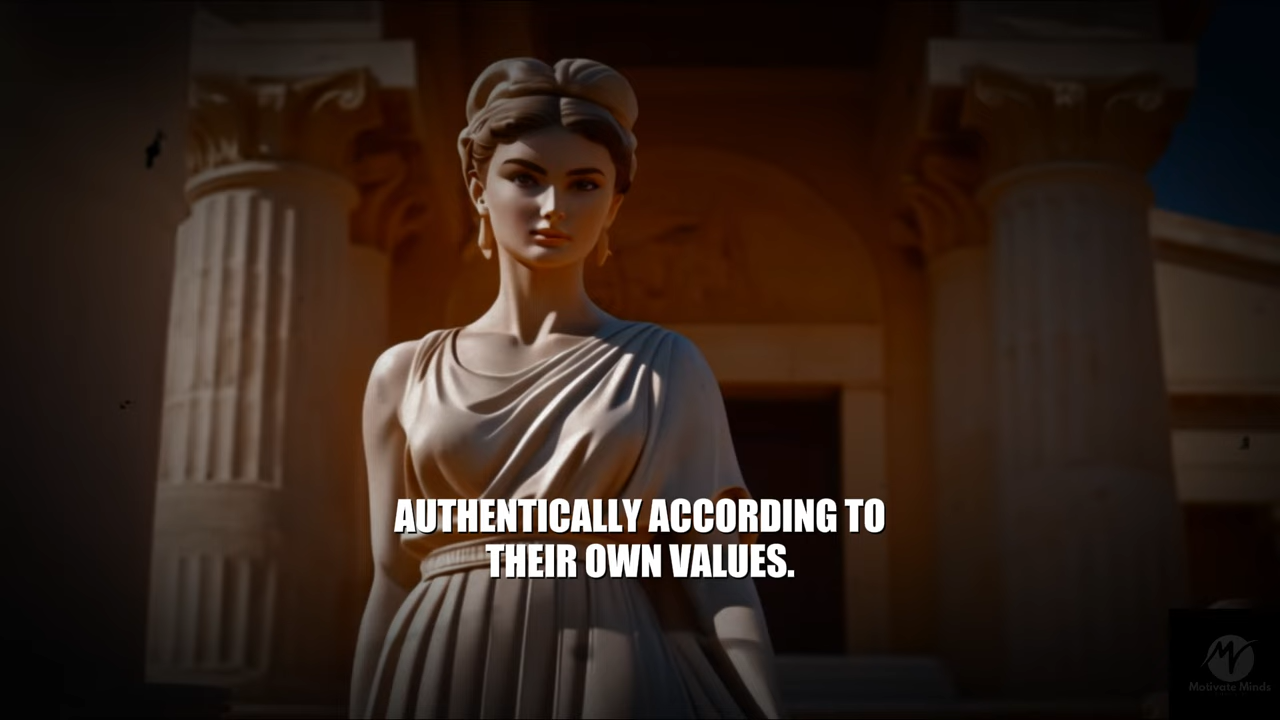 AUTHENTICALLY ACCORDING TO
THEIR OWN VALUES.
Motivate Minds